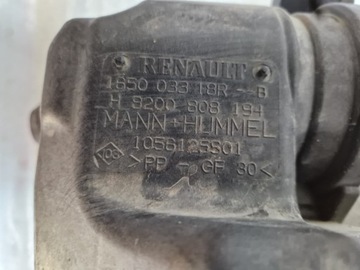 RENAULT
1650 033 18R--B
H 8200 808 194
MANN+HUMMEL
1058125S01
>PP GF 30<